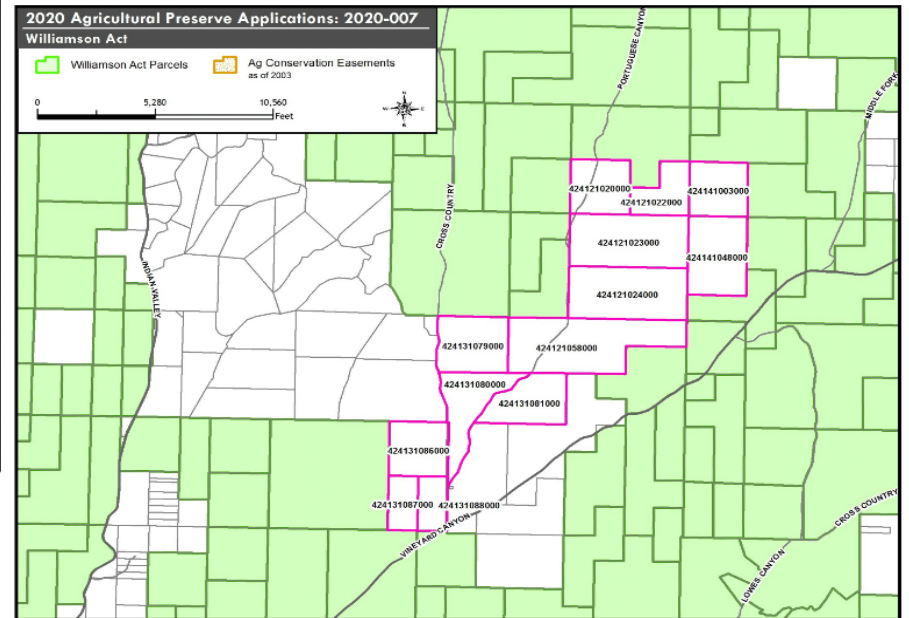 2020 Agricultural Preserve Applications: 2020-007
Williamson Act
Williamson Act Parcels
Ag Conservation Easements
as of 2003
0 5,280 10,560
Feet
N
W E
S
PORTUGUESE CANYON
MIDDLE FORK
CROSS COUNTRY
INDIAN VALLEY
424121020000
424121022000
424141003000
424121023000
424141048000
424121024000
424131079000
424121058000
424131080000
424131081000
424131086000
424131087000
424131088000
VINEYARD CANYON
CROSS COUNTRY
LOWES CANYON